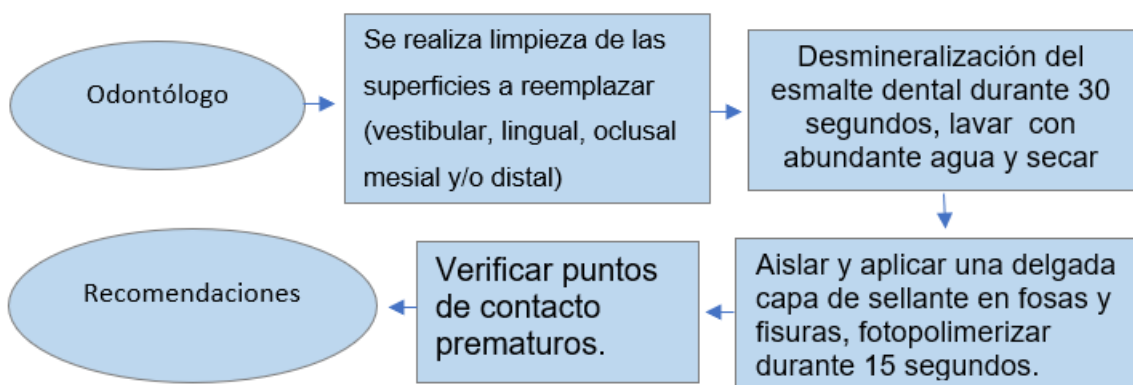 Odontólogo
Se realiza limpieza de las
superficies a reemplazar
(vestibular, lingual, oclusal
mesial y/o distal)
Desmineralización del
esmalte dental durante 30
segundos, lavar con
abundante agua y secar
Aislar y aplicar una delgada
capa de sellante en fosas y
fisuras, fotopolimerizar
durante 15 segundos.
Verificar puntos
de contacto
prematuros.
Recomendaciones